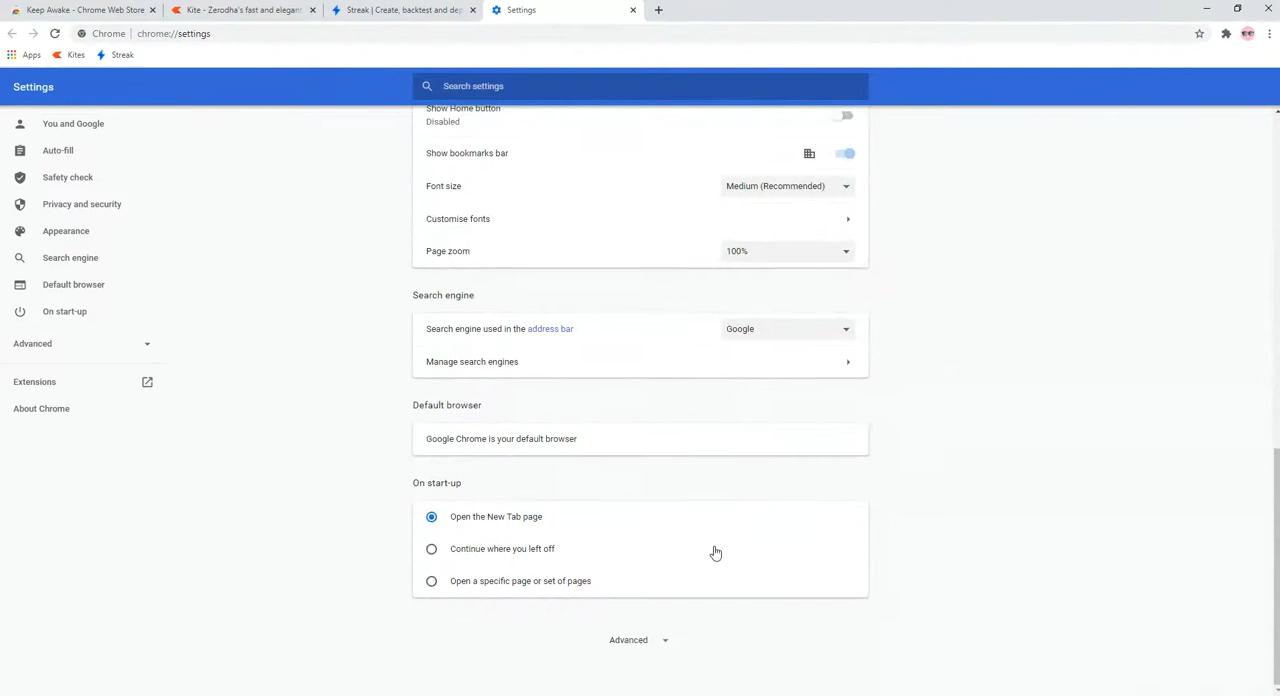 Keep Awake - Chrome Web Store
Kite - Zerodha's fast and elegant
Streak | Create, backtest and dep
Settings
Chrome | chrome://settings
Apps
Kites
Streak
Settings
Search settings
You and Google
Auto-fill
Safety check
Privacy and security
Appearance
Search engine
Default browser
On start-up
Advanced
Extensions
About Chrome
Show Home button
Disabled
Show bookmarks bar
Font size
Medium (Recommended)
Customise fonts
Page zoom
100%
Search engine
Search engine used in the address bar
Google
Manage search engines
Default browser
Google Chrome is your default browser
On start-up
Open the New Tab page
Continue where you left off
Open a specific page or set of pages
Advanced